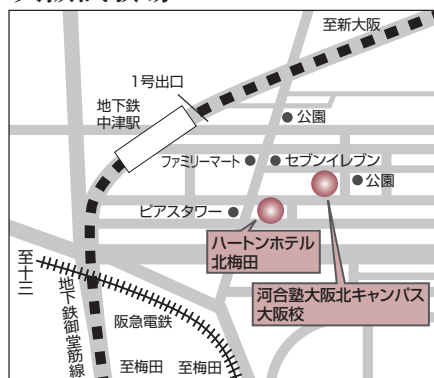 至新大阪
1号出口
地下鉄
中津駅
公園
ファミリーマート
セブンイレブン
公園
ピアスタワー
ハートンホテル
北梅田
河合塾大阪北キャンパス
大阪校
至十三
地下鉄御堂筋線
阪急電鉄
至梅田
至梅田